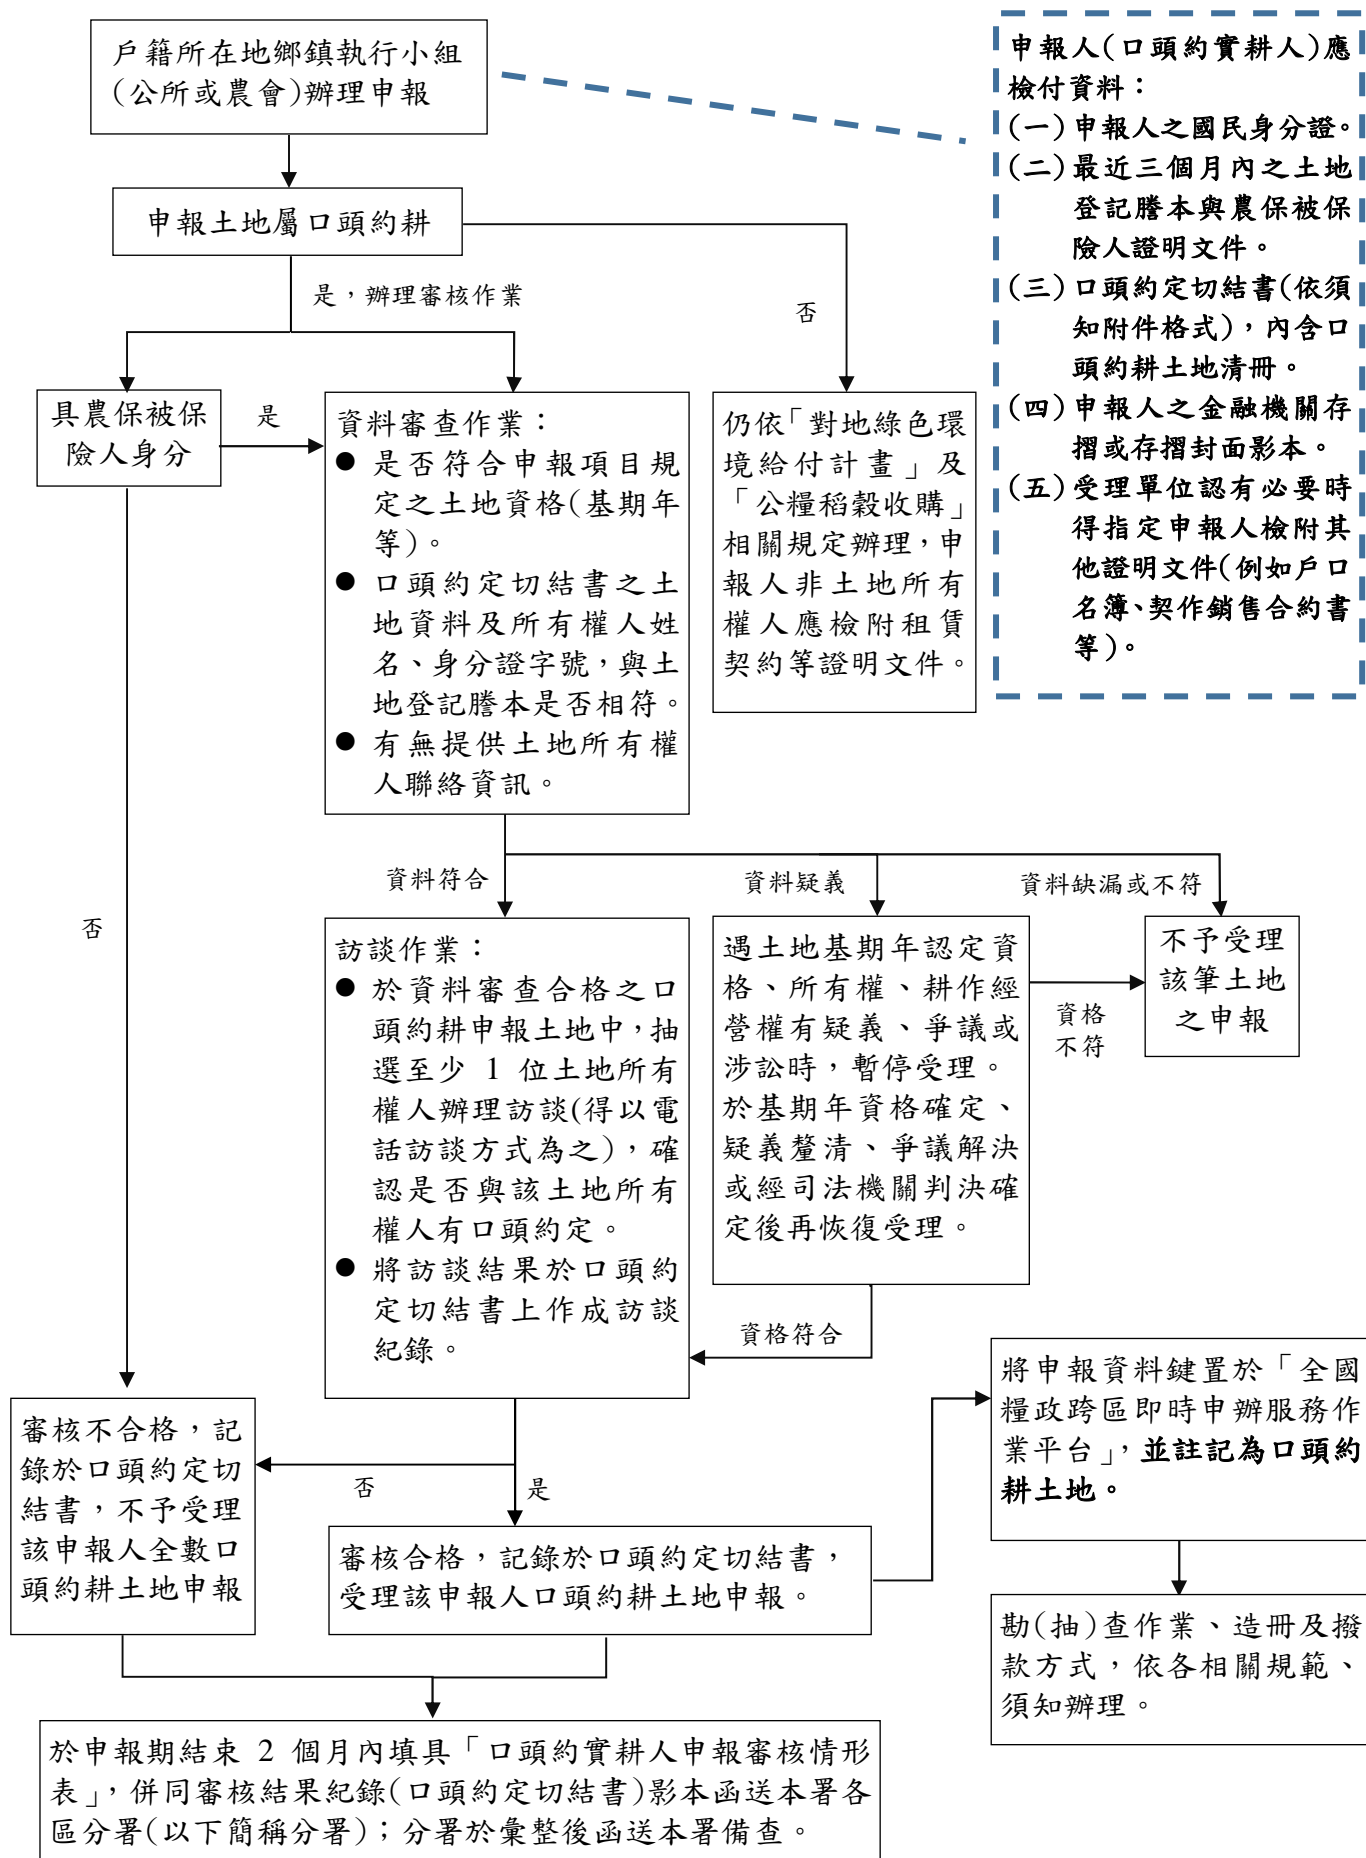 戶籍所在地鄉鎮執行小組
(公所或農會)辦理申報
申報人(口頭約實耕人)應
檢付資料：
(一)申報人之國民身分證。
(二)最近三個月內之土地
登記謄本與農保被保
險人證明文件。
(三)口頭約定切結書(依須
知附件格式)，內含口
頭約耕土地清冊。
(四)申報人之金融機關存
摺或存摺封面影本。
(五)受理單位認有必要時
得指定申報人檢附其
他證明文件(例如戶口
名簿、契作銷售合約書
等)。
申報土地屬口頭約耕
是，辦理審核作業
否
具農保被保
險人身分
是
資料審查作業：
● 是否符合申報項目規
定之土地資格(基期年
等)。
● 口頭約定切結書之土
地資料及所有權人姓
名、身分證字號，與土
地登記謄本是否相符。
● 有無提供土地所有權
人聯絡資訊。
仍依「對地綠色環
境給付計畫」及
「公糧稻穀收購」
相關規定辦理，申
報人非土地所有
權人應檢附租賃
契約等證明文件。
資料符合
資料疑義
資料缺漏或不符
否
訪談作業：
● 於資料審查合格之口
頭約耕申報土地中，抽
選至少 1 位土地所有
權人辦理訪談(得以電
話訪談方式為之)，確
認是否與該土地所有
權人有口頭約定。
● 將訪談結果於口頭約
定切結書上作成訪談
紀錄。
遇土地基期年認定資
格、所有權、耕作經
營權有疑義、爭議或
涉訟時，暫停受理。
於基期年資格確定、
疑義釐清、爭議解決
或經司法機關判決確
定後再恢復受理。
資格
不符
不予受理
該筆土地
之申報
資格符合
審核不合格，記
錄於口頭約定切
結書，不予受理
該申報人全數口
頭約耕土地申報
否
是
審核合格，記錄於口頭約定切結書，
受理該申報人口頭約耕土地申報。
將申報資料鍵置於「全國
糧政跨區即時申辦服務作
業平台」，並註記為口頭約
耕土地。
勘(抽)查作業、造冊及撥
款方式，依各相關規範、
須知辦理。
於申報期結束 2 個月內填具「口頭約實耕人申報審核情形
表」，併同審核結果紀錄(口頭約定切結書)影本函送本署各
區分署(以下簡稱分署)；分署於彙整後函送本署備查。